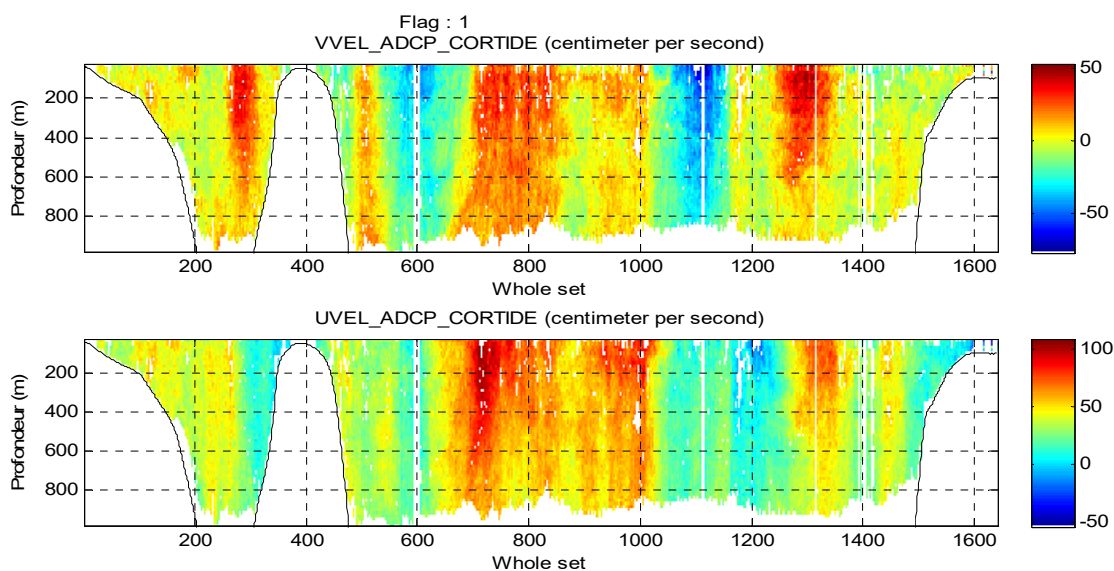 Flag : 1
VVEL_ADCP_CORTIDE (centimeter per second)
Profondeur (m)
200
400
600
800
200 400 600 800 1000 1200 1400 1600
Whole set
50
0
-50
UVEL_ADCP_CORTIDE (centimeter per second)
Profondeur (m)
200
400
600
800
200 400 600 800 1000 1200 1400 1600
Whole set
100
50
0
-50